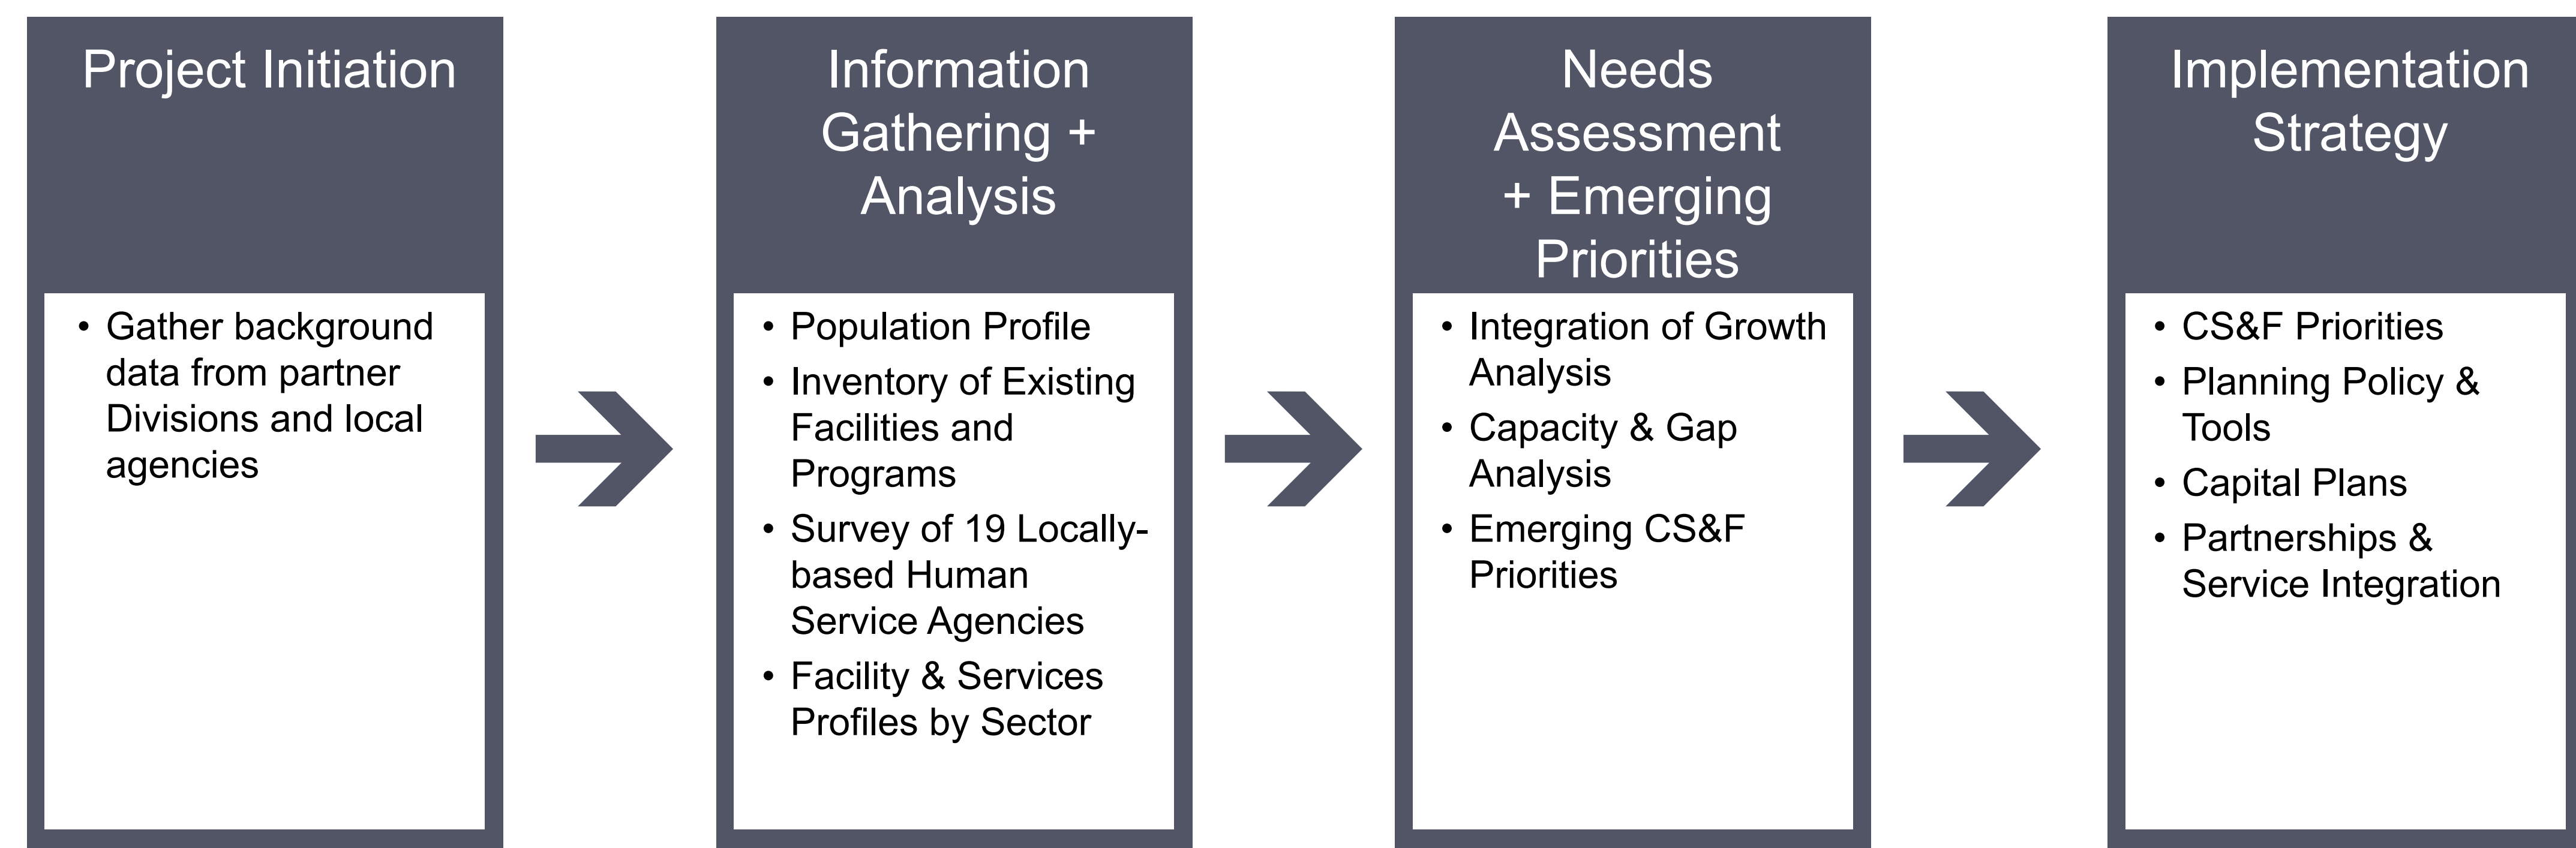 Project Initiation
• Gather background
data from partner
Divisions and local
agencies
Information
Gathering +
Analysis
• Population Profile
• Inventory of Existing
Facilities and
Programs
• Survey of 19 Locally-
based Human
Service Agencies
• Facility & Services
Profiles by Sector
Needs
Assessment
+ Emerging
Priorities
• Integration of Growth
Analysis
• Capacity & Gap
Analysis
• Emerging CS&F
Priorities
Implementation
Strategy
• CS&F Priorities
• Planning Policy &
Tools
• Capital Plans
• Partnerships &
Service Integration